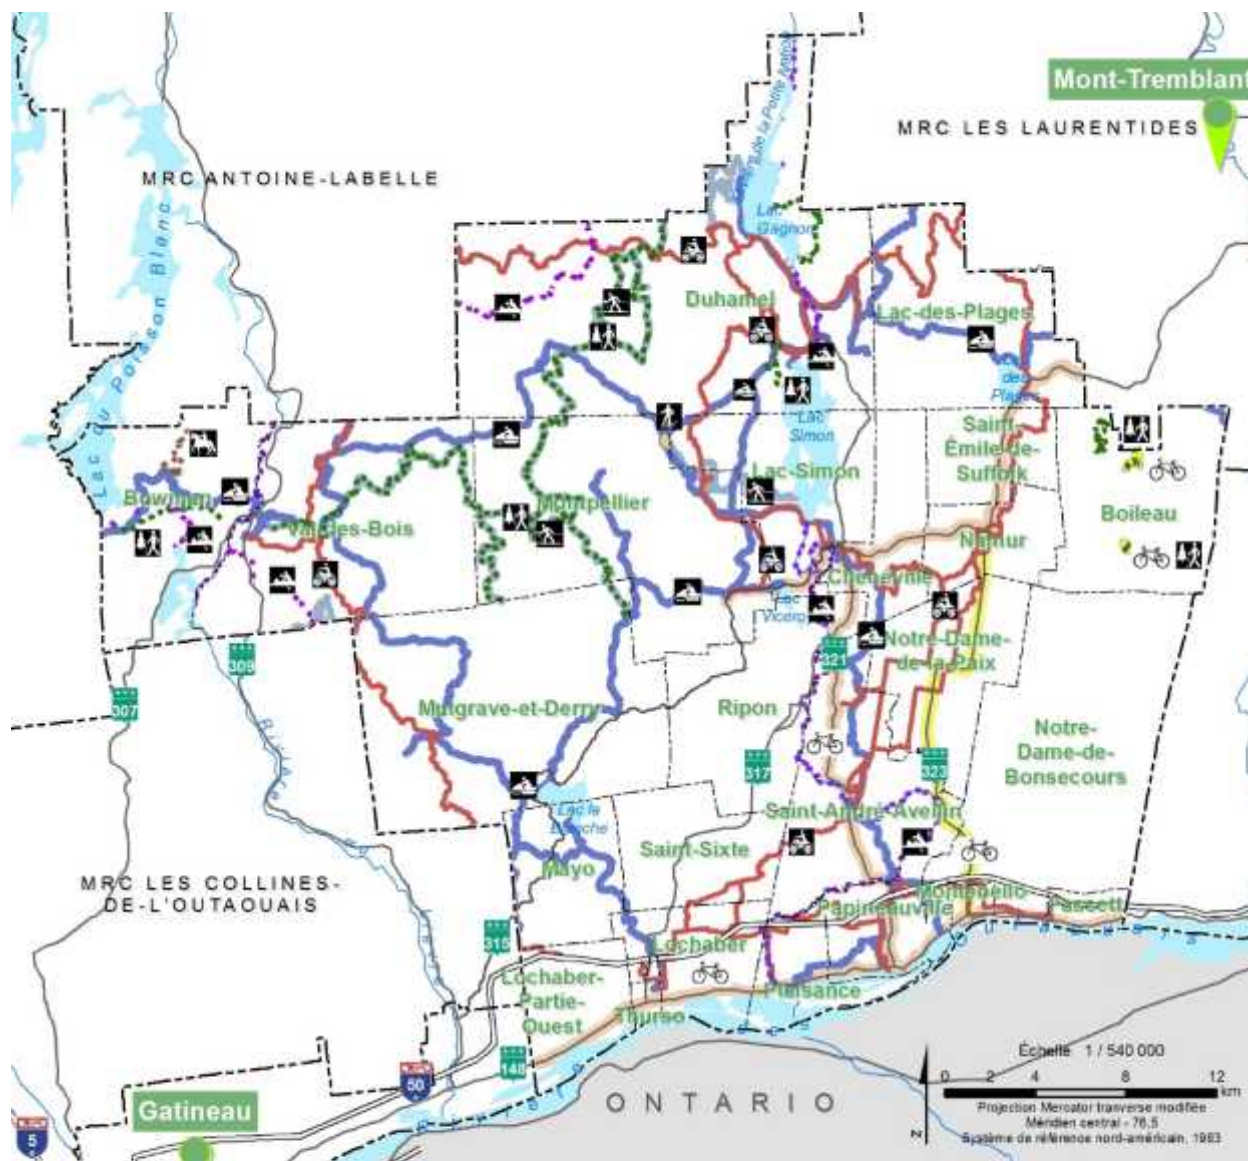 Mont-Tremblant
MRC LES LAURENTIDES
MRC ANTOINE-LABELLE
Lac du Poisson Blanc
Lac
Gagnon
Duhamel
Lac-des-Plages
des
Plages
Lac
Simon
Saint-
Émile-de-
Suffolk
Lac-Simon
Bowman
Val-des-Bois
Montpellier
Boileau
Namur
Chénéville
Lac
Viceroy
Notre-Dame-
de-la-Paix
321
309
307
Mulgrave-et-Derry
Ripon
Notre-
Dame-de-
Bonsecours
317
323
Saint-André-Avellin
Lac la
Blanche
Saint-Sixte
Mayo
MRC LES COLLINES-
DE-L'OUTAOUAIS
Montebello
Fassett
Papineauville
315
Lochaber
Lochaber-
Partie-
Ouest
Plaisance
Thurso
148
50
5
Gatineau
ONTARIO
Échelle 1 / 540 000
0 2 4 8 12
km
Projection Mercator tranverse modifiée
Méridien central - 76,5
Système de référence nord-américain, 1983
N